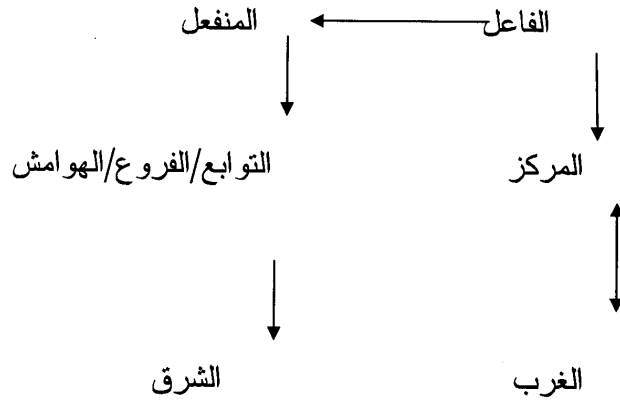 الفاعل المنفعل
المركز التوابع/الفروع/الهوامش
الغرب الشرق